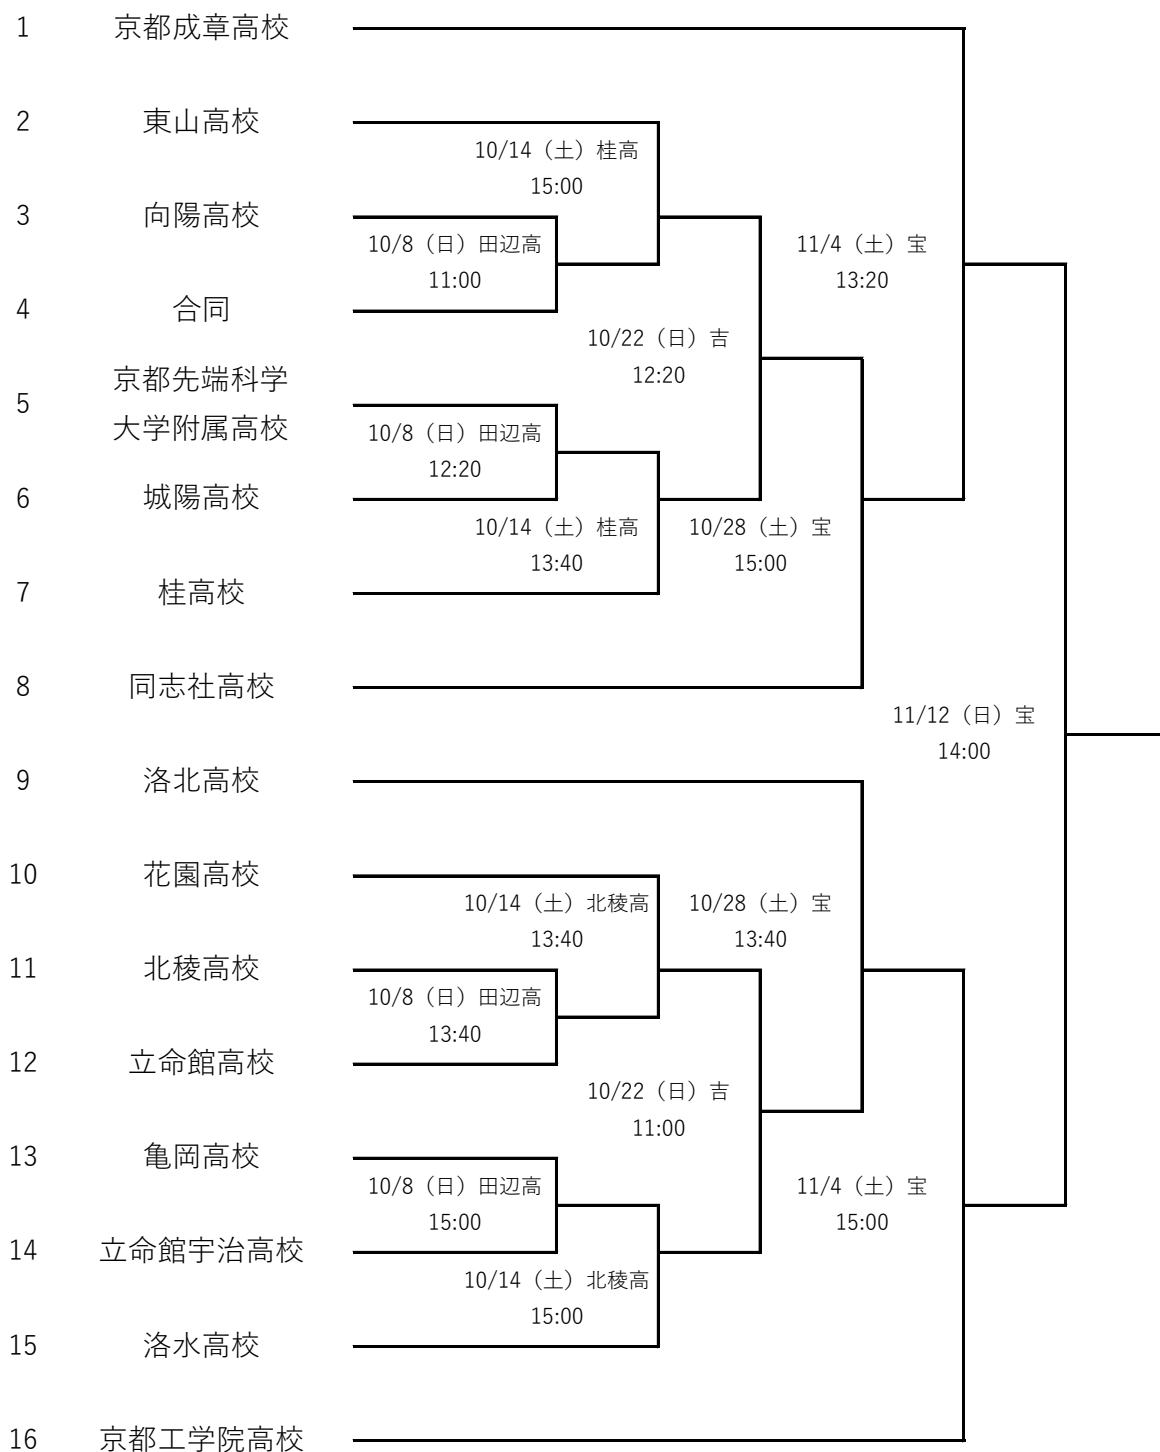 1 京都成章高校
2 東山高校
10/14（土）桂高
15:00
3 向陽高校
10/8（日）田辺高
11:00
11/4（土）宝
13:20
4 合同
10/22（日）吉
12:20
京都先端科学
5
大学附属高校
10/8（日）田辺高
12:20
6 城陽高校
10/14（土）桂高
13:40
10/28（土）宝
15:00
7 桂高校
8 同志社高校
11/12（日）宝
14:00
9 洛北高校
10 花園高校
10/14（土）北稜高
13:40
10/28（土）宝
13:40
11 北稜高校
10/8（日）田辺高
13:40
12 立命館高校
10/22（日）吉
11:00
13 亀岡高校
10/8（日）田辺高
15:00
11/4（土）宝
15:00
14 立命館宇治高校
10/14（土）北稜高
15:00
15 洛水高校
16 京都工学院高校